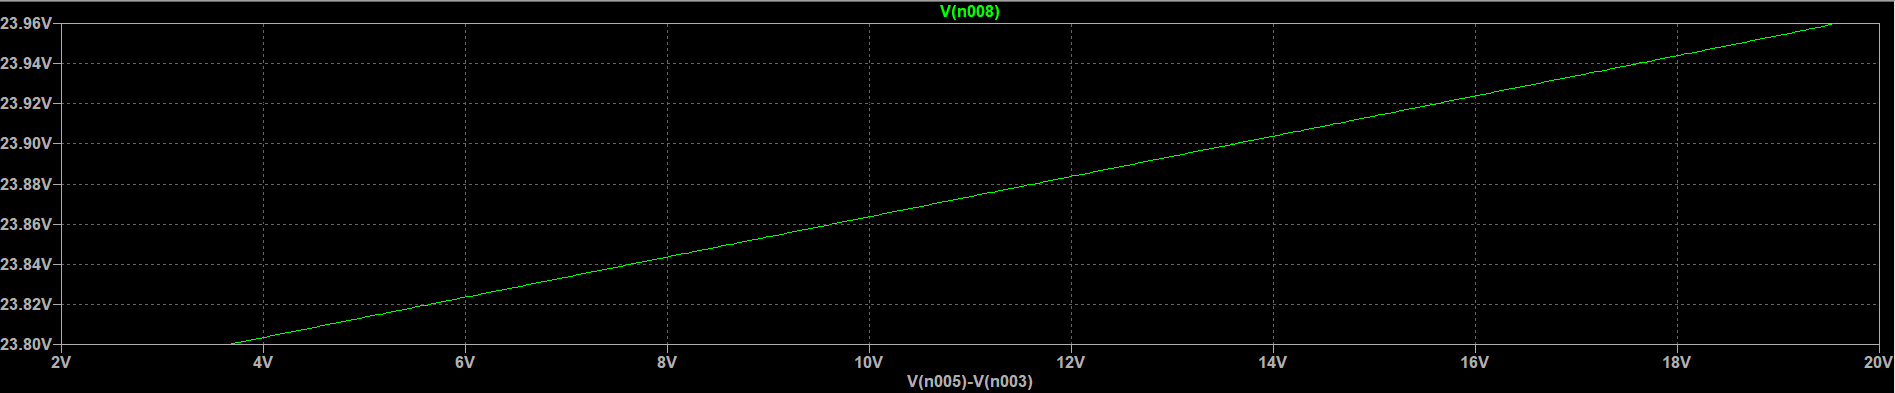 V(n008)
23.96V
23.94V
23.92V
23.90V
23.88V
23.86V
23.84V
23.82V
23.80V
2V 4V 6V 8V 10V 12V 14V 16V 18V 20V
V(n005)-V(n003)